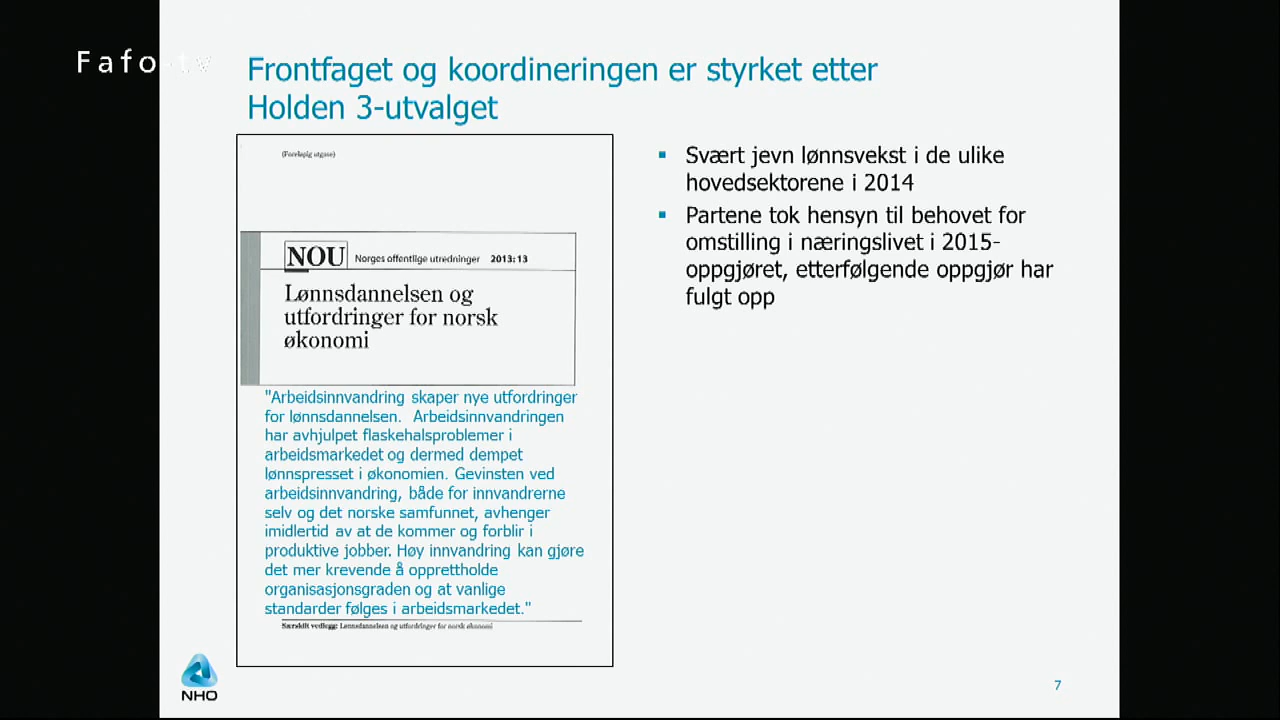 Fafo-tv
Frontfaget og koordineringen er styrket etter
Holden 3-utvalget
(Foreløpig utgave)
NOU Norges offentlige utredninger 2013: 13
Lønnsdannelsen og
utfordringer for norsk
økonomi
"Arbeidsinnvandring skaper nye utfordringer
for lønnsdannelsen. Arbeidsinnvandringen
har avhjulpet flaskehalsproblemer i
arbeidsmarkedet og dermed dempet
lønnspresset i økonomien. Gevinsten ved
arbeidsinnvandring, både for innvandrerne
selv og det norske samfunnet, avhenger
imidlertid av at de kommer og forblir i
produktive jobber. Høy innvandring kan gjøre
det mer krevende å opprettholde
organisasjonsgraden og at vanlige
standarder følges i arbeidsmarkedet."
Særskilt vedlegg: Lønnsdannelsen og utfordringer for norsk økonomi
▪ Svært jevn lønnsvekst i de ulike
hovedsektorene i 2014
▪ Partene tok hensyn til behovet for
omstilling i næringslivet i 2015-
oppgjøret, etterfølgende oppgjør har
fulgt opp
NHO
7